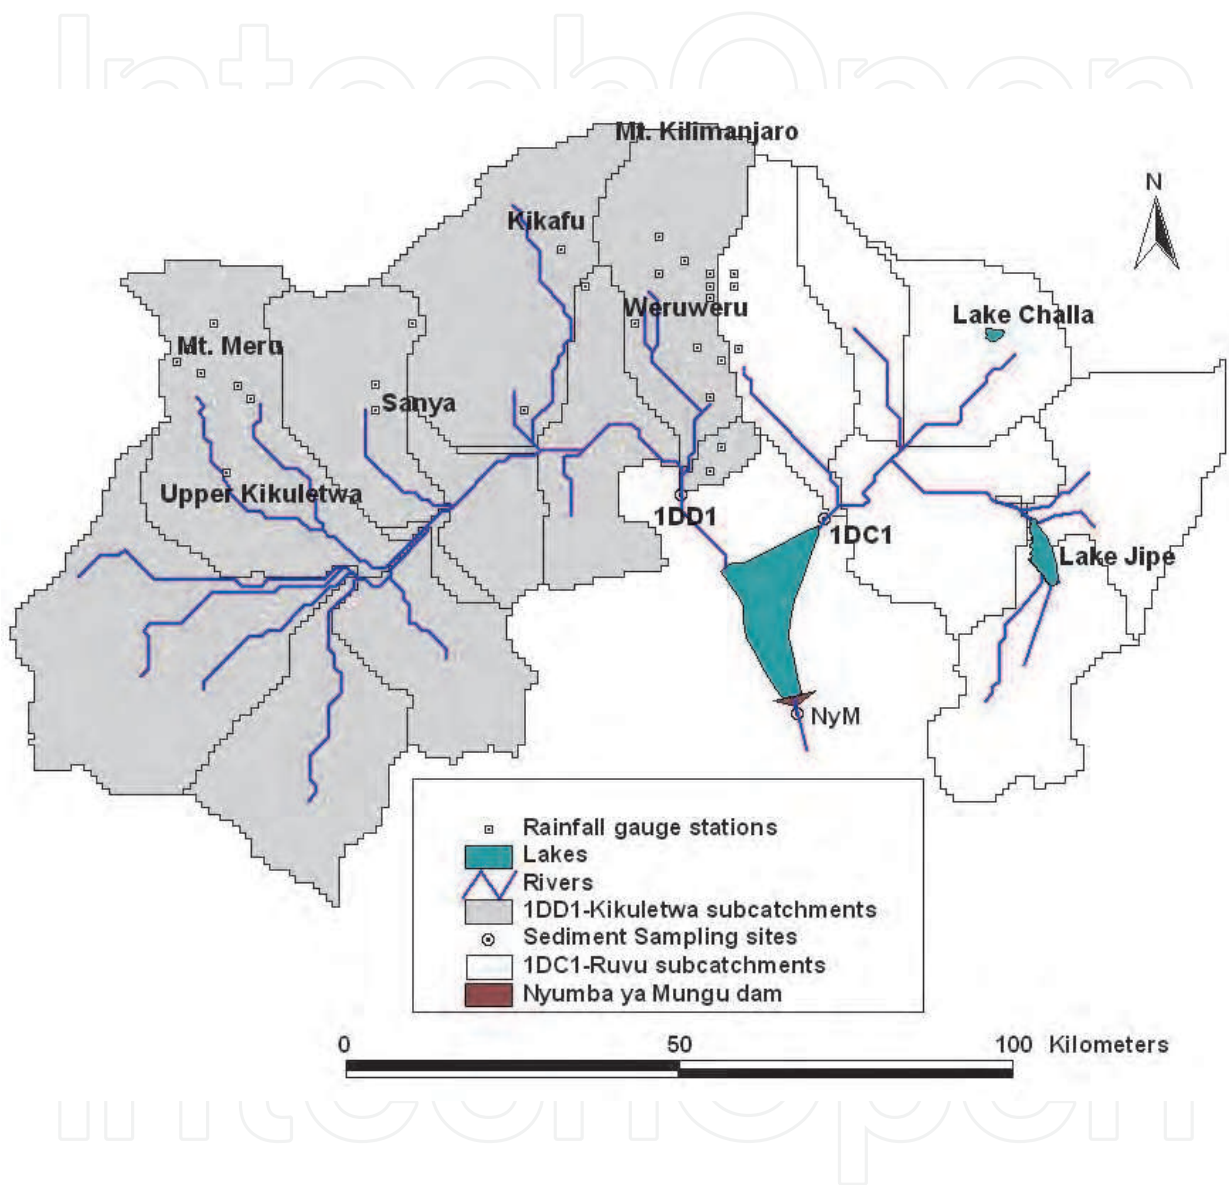 IntechOpen
Mt. Kilimanjaro
N
Kikafu
Weruweru
Lake Challa
Mt. Meru
Sanya
Upper Kikuletwa
1DD1
1DC1
Lake Jipe
NyM
Rainfall gauge stations
Lakes
Rivers
1DD1-Kikuletwa subcatchments
Sediment Sampling sites
1DC1-Ruvu subcatchments
Nyumba ya Mungu dam
0 50 100 Kilometers
IntechOpen